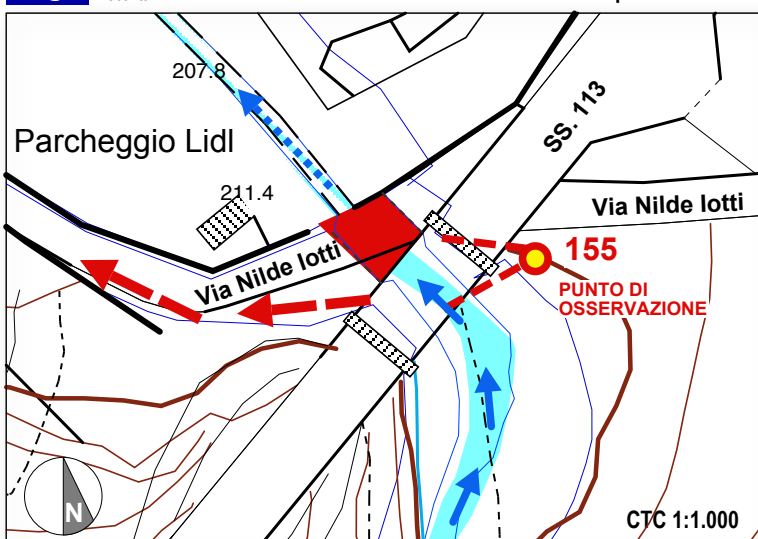 207.8
SS. 113
Parcheggio Lidl
211.4
Via Nilde Iotti
155
Via Nilde Iotti
PUNTO DI
OSSERVAZIONE
N
CTC 1:1.000